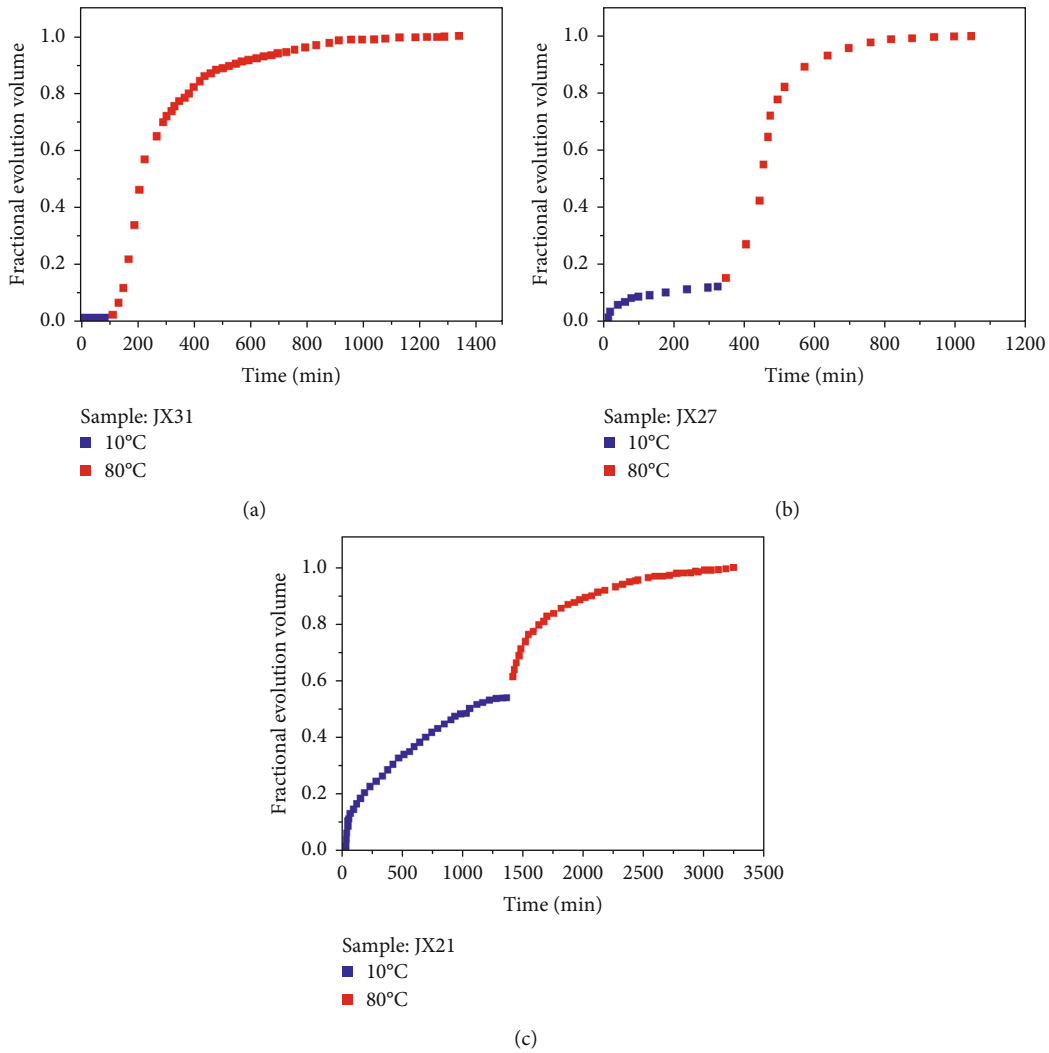 Fractional evolution volume
1.0
0.8
0.6
0.4
0.2
0.0
0 200 400 600 800 1000 1200 1400
Time (min)
Sample: JX31
10°C
80°C
(a)
Fractional evolution volume
1.0
0.8
0.6
0.4
0.2
0.0
0 200 400 600 800 1000 1200
Time (min)
Sample: JX27
10°C
80°C
(b)
Fractional evolution volume
1.0
0.8
0.6
0.4
0.2
0.0
0 500 1000 1500 2000 2500 3000 3500
Time (min)
Sample: JX21
10°C
80°C
(c)